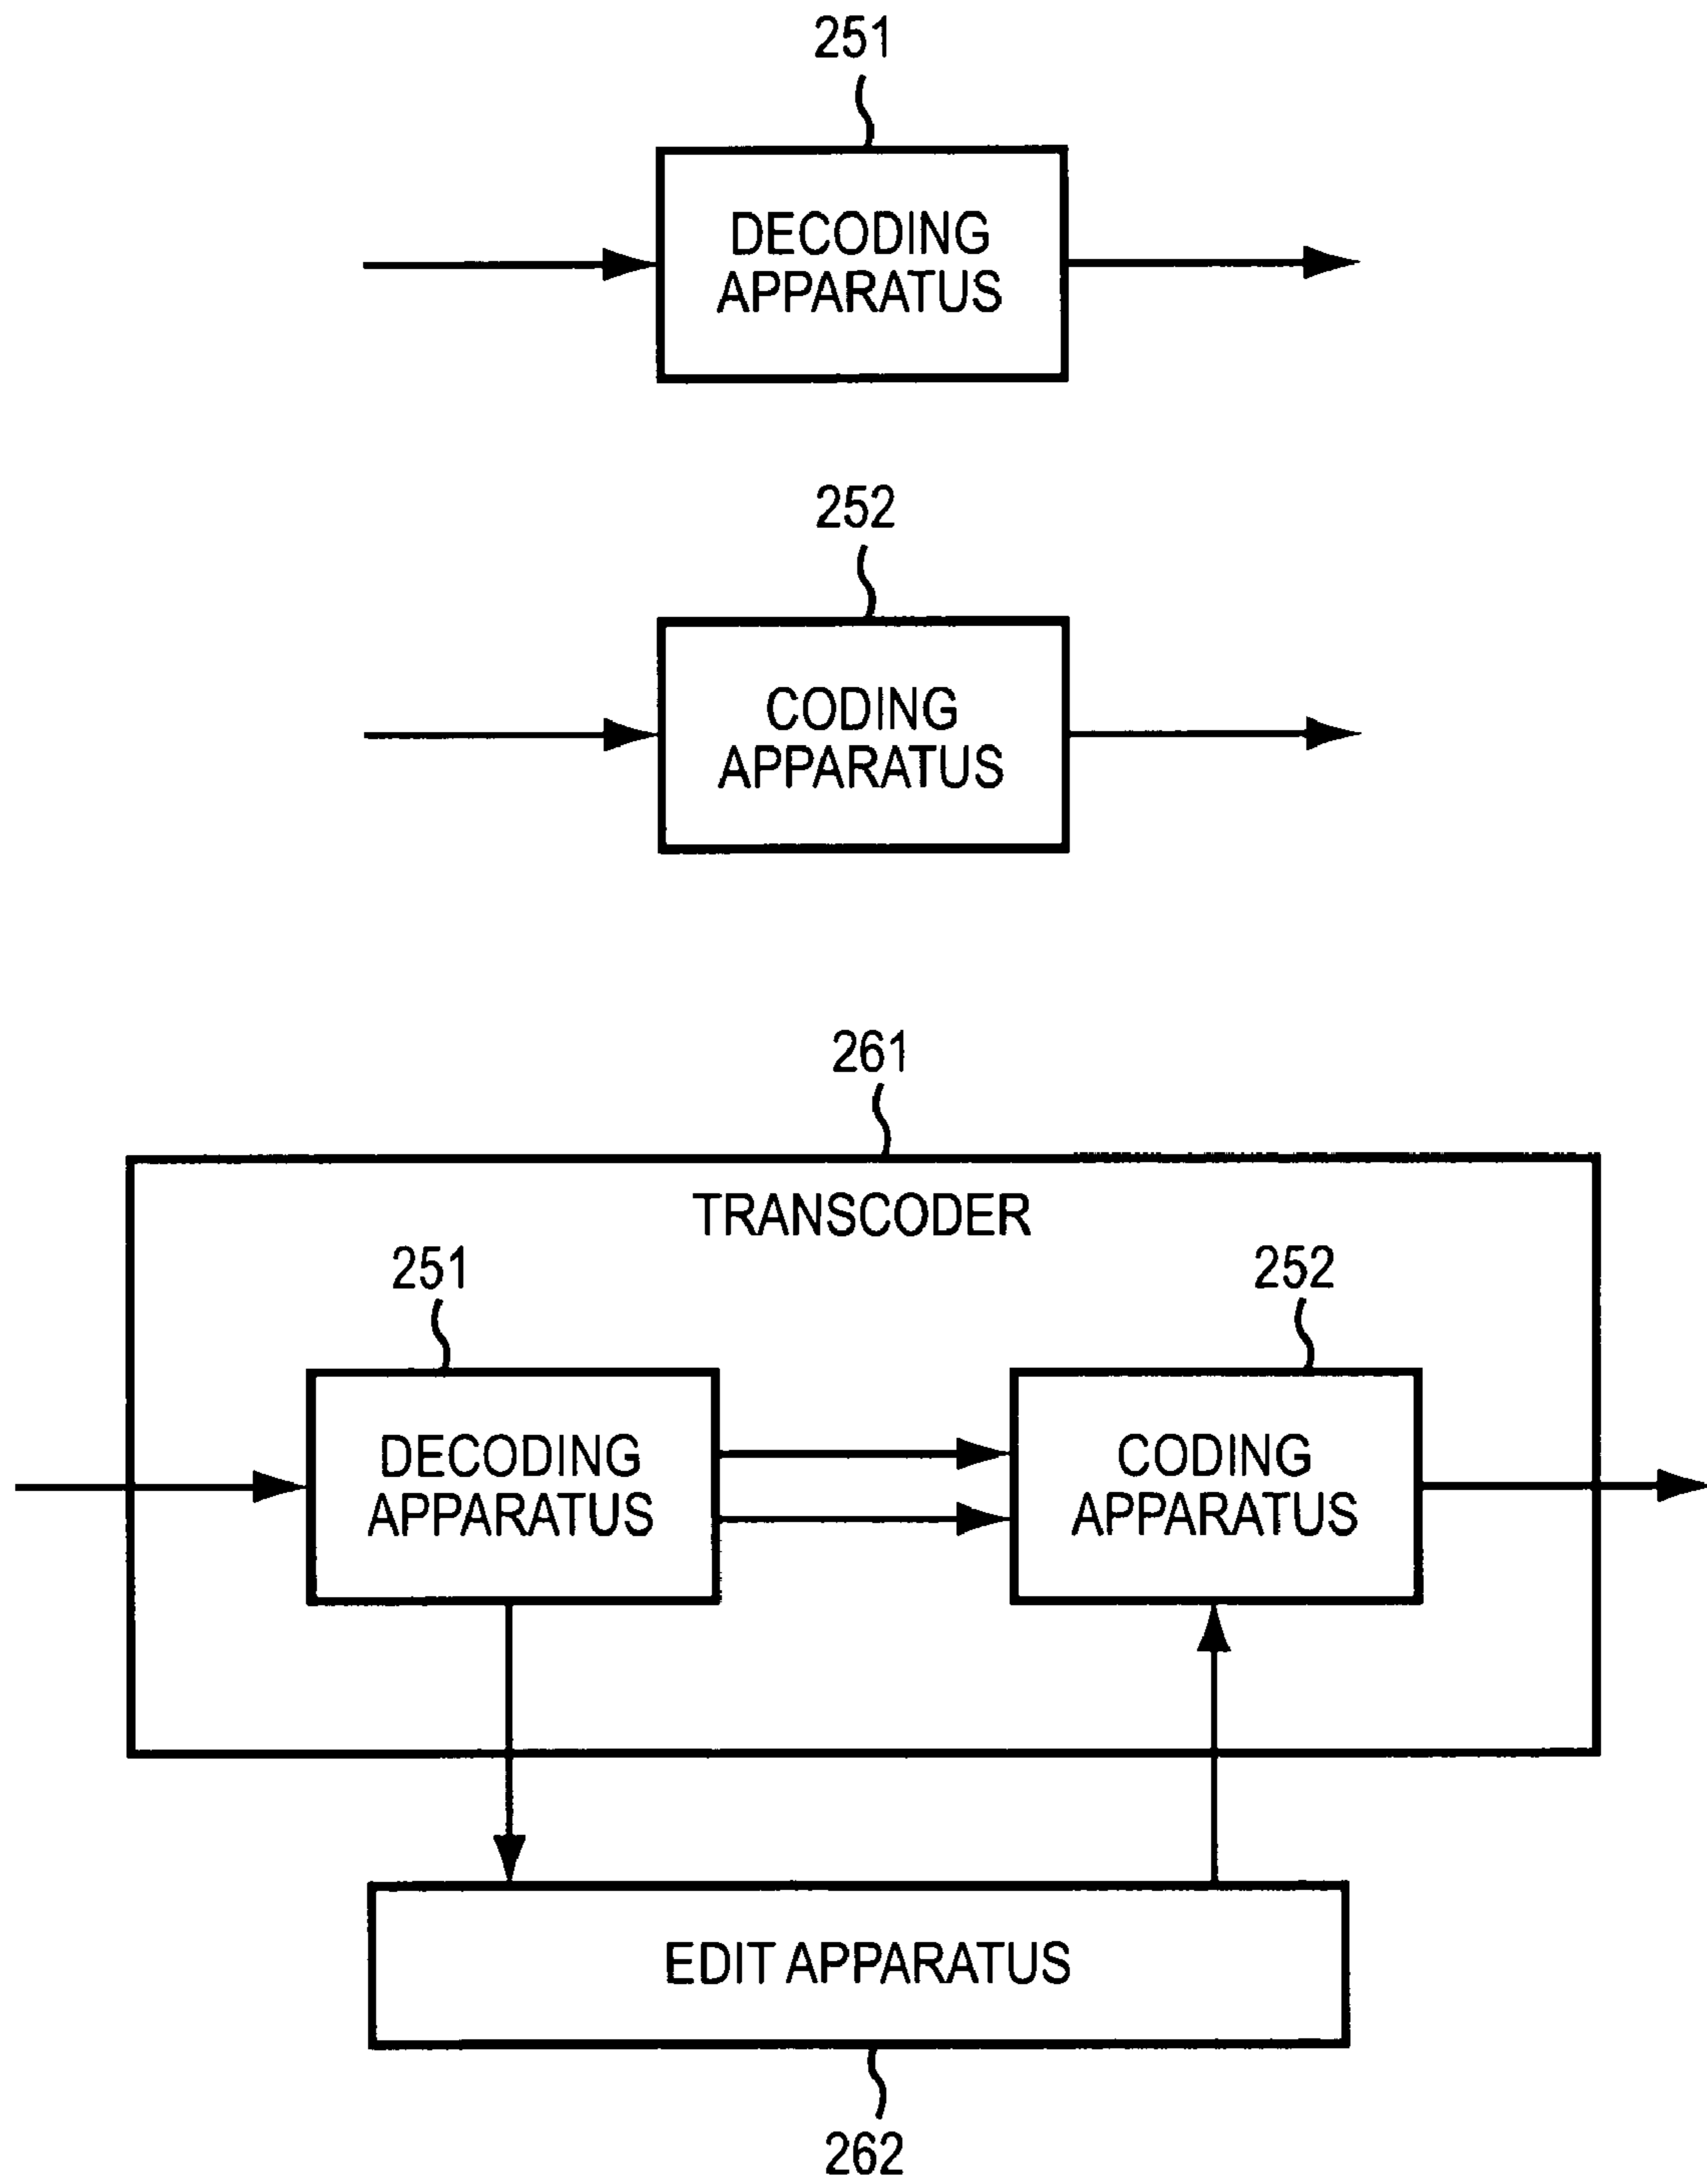 251
DECODING
APPARATUS
252
CODING
APPARATUS
261
TRANSCODER
251
252
DECODING
APPARATUS
CODING
APPARATUS
EDIT APPARATUS
262